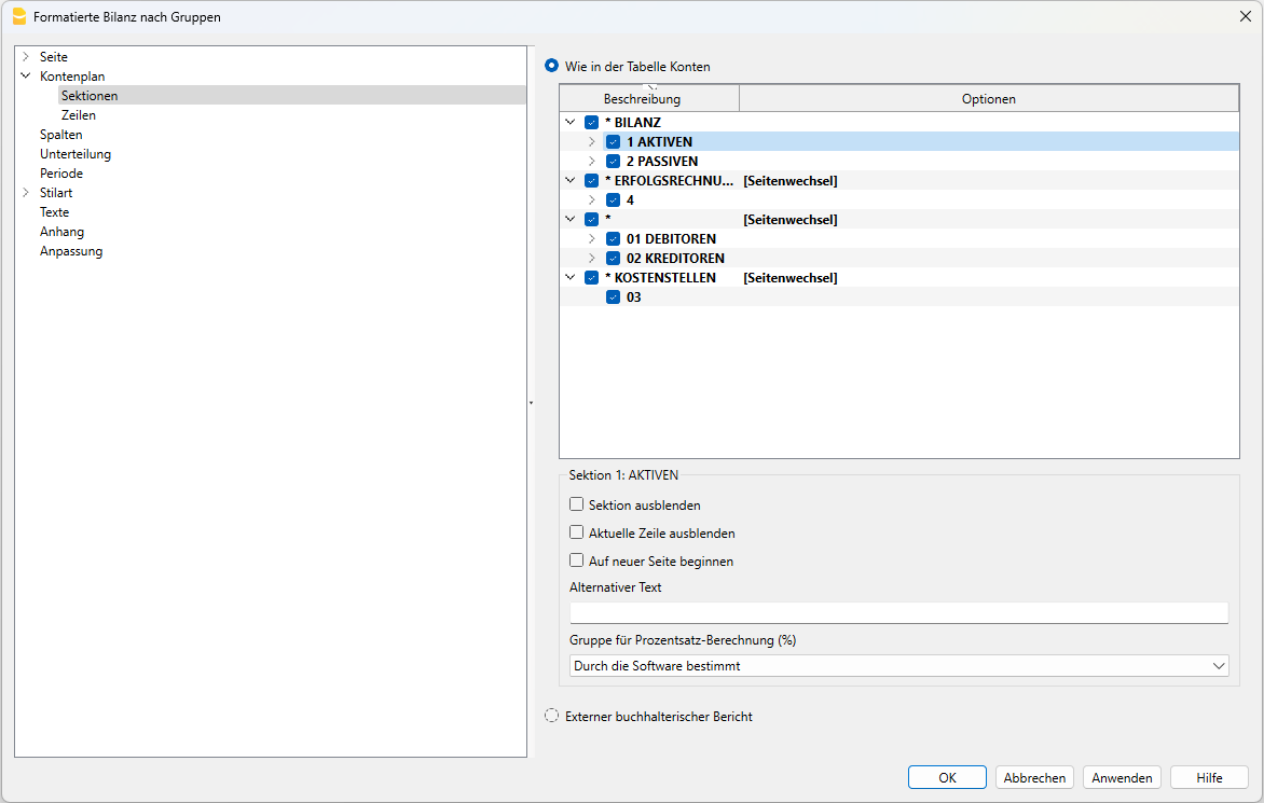 Formatierte Bilanz nach Gruppen
Seite
Kontenplan
Sektionen
Zeilen
Spalten
Unterteilung
Periode
Stilart
Texte
Anhang
Anpassung
Wie in der Tabelle Konten
Beschreibung Optionen
* BILANZ
1 AKTIVEN
2 PASSIVEN
* ERFOLGSRECHNU... [Seitenwechsel]
4
* [Seitenwechsel]
01 DEBITOREN
02 KREDITOREN
* KOSTENSTELLEN [Seitenwechsel]
03
Sektion 1: AKTIVEN
Sektion ausblenden
Aktuelle Zeile ausblenden
Auf neuer Seite beginnen
Alternativer Text
Gruppe für Prozentsatz-Berechnung (%)
Durch die Software bestimmt
Externer buchhalterischer Bericht
OK Abbrechen Anwenden Hilfe